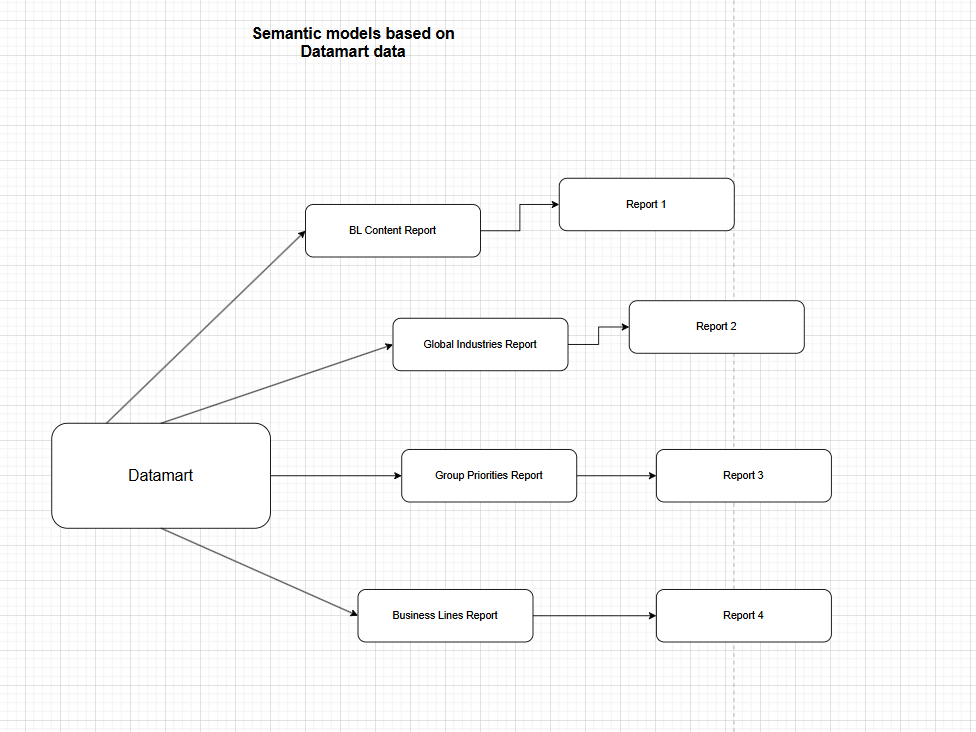 Semantic models based on
Datamart data
Report 1
BL Content Report
Report 2
Global Industries Report
Datamart
Group Priorities Report
Report 3
Business Lines Report
Report 4